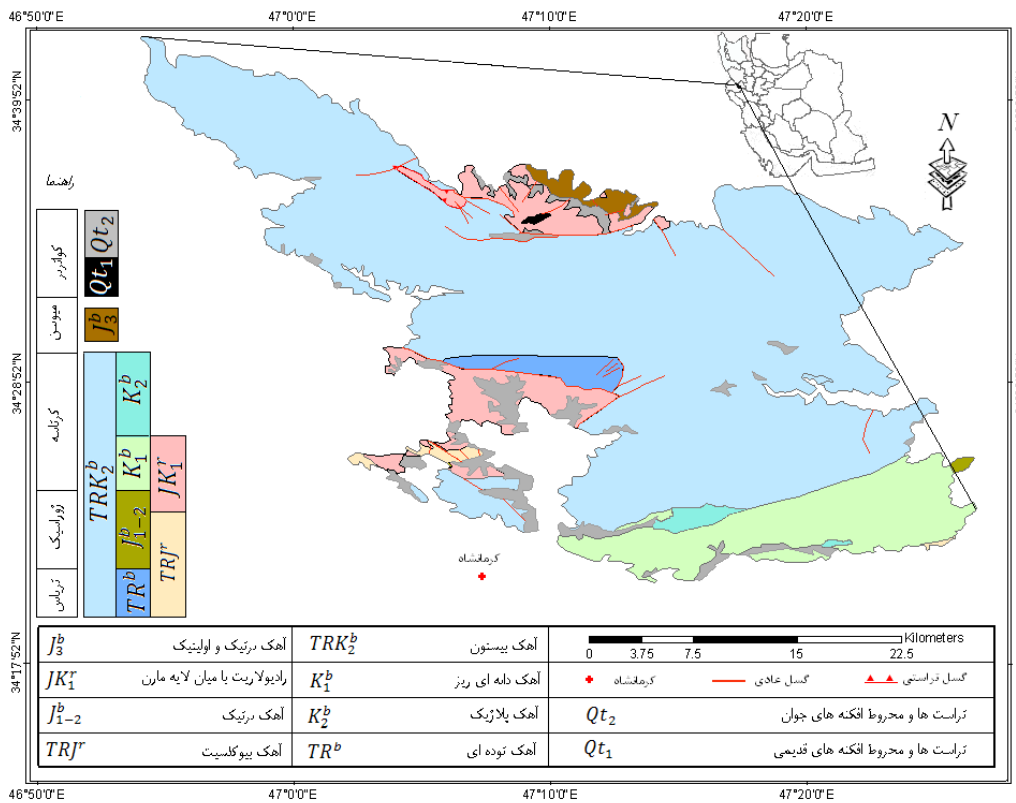 46°50'0"E 47°0'0"E 47°10'0"E 47°20'0"E
34°39'52"N
34°28'52"N
34°17'52"N
N
راهنما
کواترنر
Qt₁ Qt₂
میوسن
J₃ᵇ
کرتاسه
ژوراسیک
تریاس
TRK₂ᵇ
K₂ᵇ
K₁ᵇ
J₁₋₂ᵇ
TRᵇ
JK₁ʳ
TRJʳ
کرمانشاه
Kilometers
0 3.75 7.5 15 22.5
J₃ᵇ آهک درتیک و اولیتیک
JK₁ʳ رادیولاریت با میان لایه مارن
J₁₋₂ᵇ آهک درتیک
TRJʳ آهک بیوکلسیت
TRK₂ᵇ آهک بیستون
K₁ᵇ آهک دانه ای ریز
K₂ᵇ آهک پلاژیک
TRᵇ آهک توده ای
کرمانشاه گسل عادی گسل تراستی
Qt₂ تراست ها و مخروط افکنه های جوان
Qt₁ تراست ها و مخروط افکنه های قدیمی
46°50'0"E 47°0'0"E 47°10'0"E 47°20'0"E